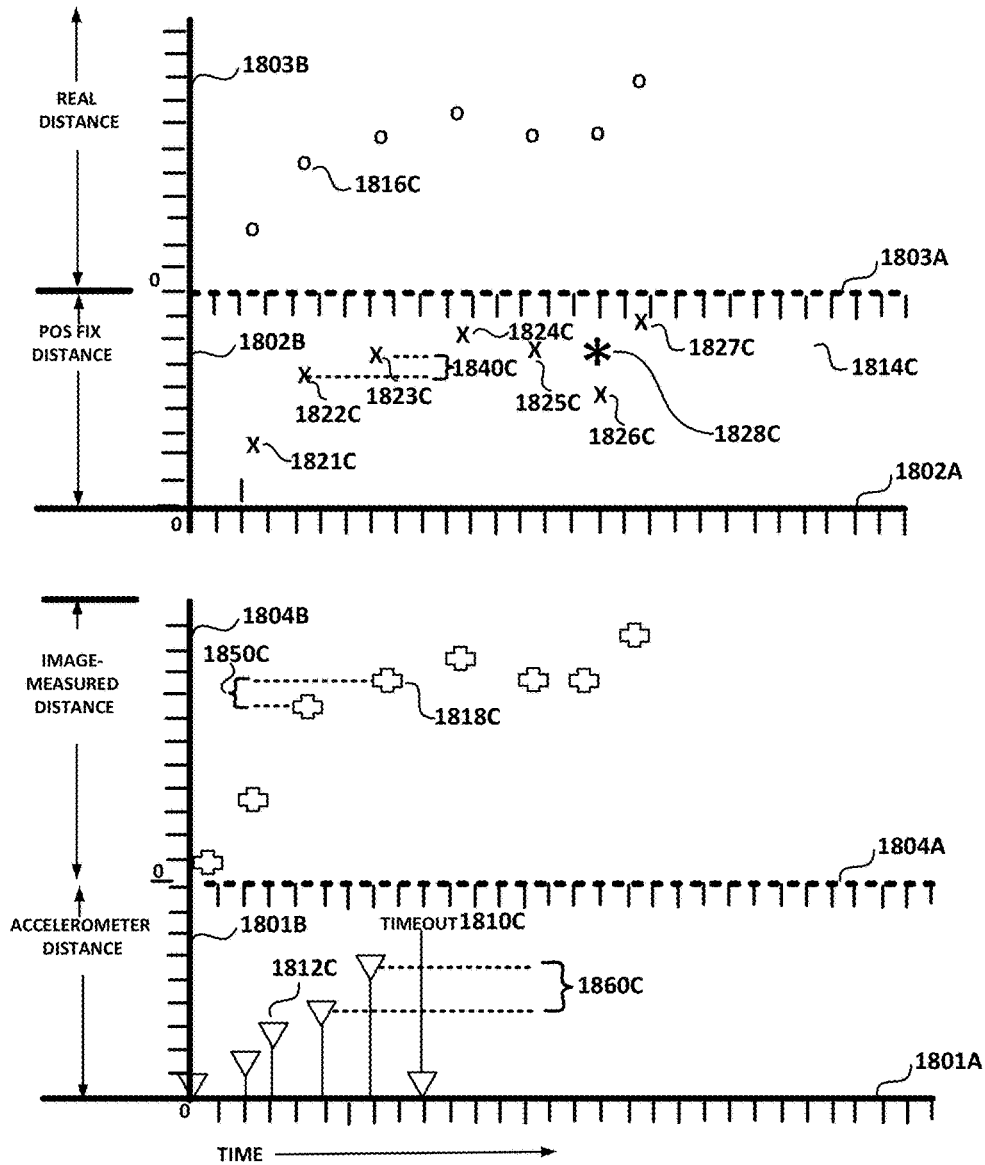 1803B
REAL
DISTANCE
O
O
O
O
O
O
O
1816C
1803A
0
POS FIX
DISTANCE
1802B
X
1824C
X
1827C
1814C
X
1823C
1840C
X
1822C
X
1825C
*
1828C
X
1826C
X
1821C
1802A
0
1804B
1850C
IMAGE-
MEASURED
DISTANCE
1818C
1804A
0
ACCELEROMETER
DISTANCE
1801B
TIMEOUT 1810C
1812C
1860C
1801A
0
TIME